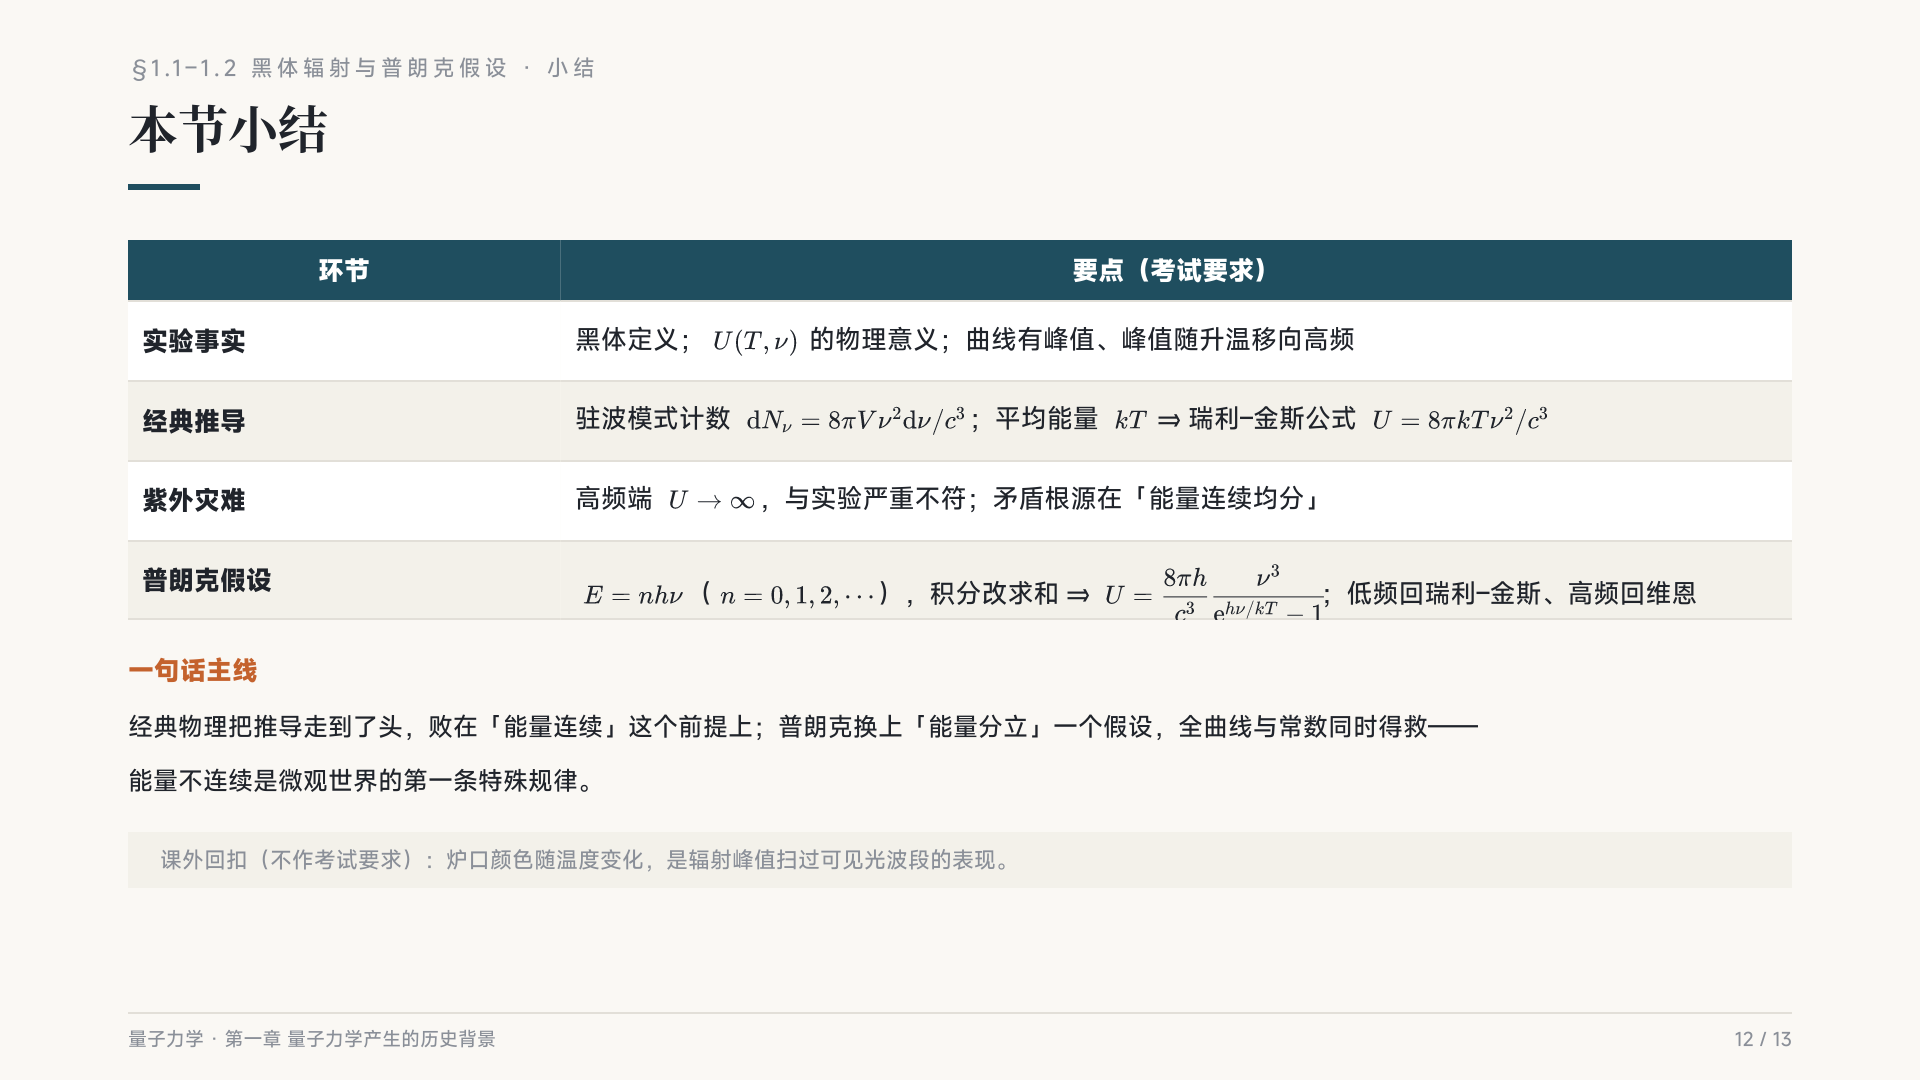 §1.1–1.2 黑体辐射与普朗克假设 · 小结
本节小结
环节 要点（考试要求）
实验事实 黑体定义； U(T, ν) 的物理意义；曲线有峰值、峰值随升温移向高频
经典推导 驻波模式计数 dN_ν = 8πVν²dν/c³；平均能量 kT ⇒ 瑞利–金斯公式 U = 8πkTν²/c³
紫外灾难 高频端 U → ∞，与实验严重不符；矛盾根源在「能量连续均分」
普朗克假设 E = nhν（n = 0, 1, 2, ⋯），积分改求和 ⇒ U = \frac{8πh}{c³}\frac{ν³}{e^{hν/kT} − 1}；低频回瑞利–金斯、高频回维恩
一句话主线
经典物理把推导走到了头，败在「能量连续」这个前提上；普朗克换上「能量分立」一个假设，全曲线与常数同时得救——
能量不连续是微观世界的第一条特殊规律。
课外回扣（不作考试要求）：炉口颜色随温度变化，是辐射峰值扫过可见光波段的表现。
量子力学 · 第一章 量子力学产生的历史背景
12 / 13